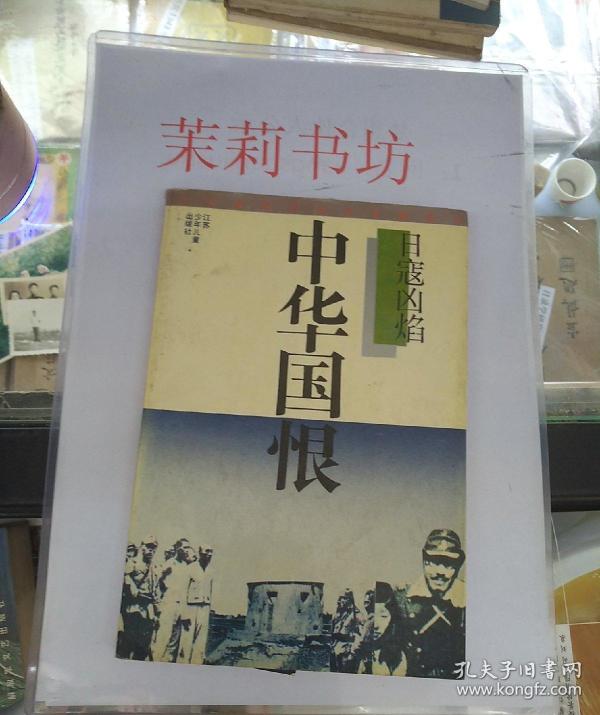 茉莉书坊
江苏
少年儿童
出版社
日寇凶焰
中华国恨
孔夫子旧书网
www.kongfz.com